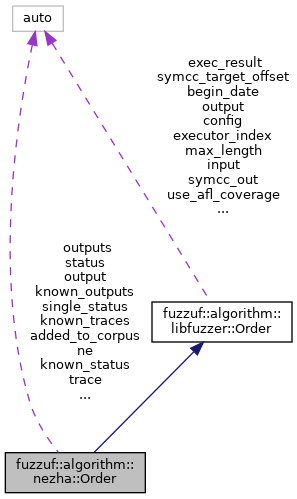 auto
exec_result
symcc_target_offset
begin_date
output
config
executor_index
max_length
input
symcc_out
use_afl_coverage
...
outputs
status
output
known_outputs
single_status
known_traces
added_to_corpus
ne
known_status
trace
...
fuzzuf::algorithm::
libfuzzer::Order
fuzzuf::algorithm::
nezha::Order